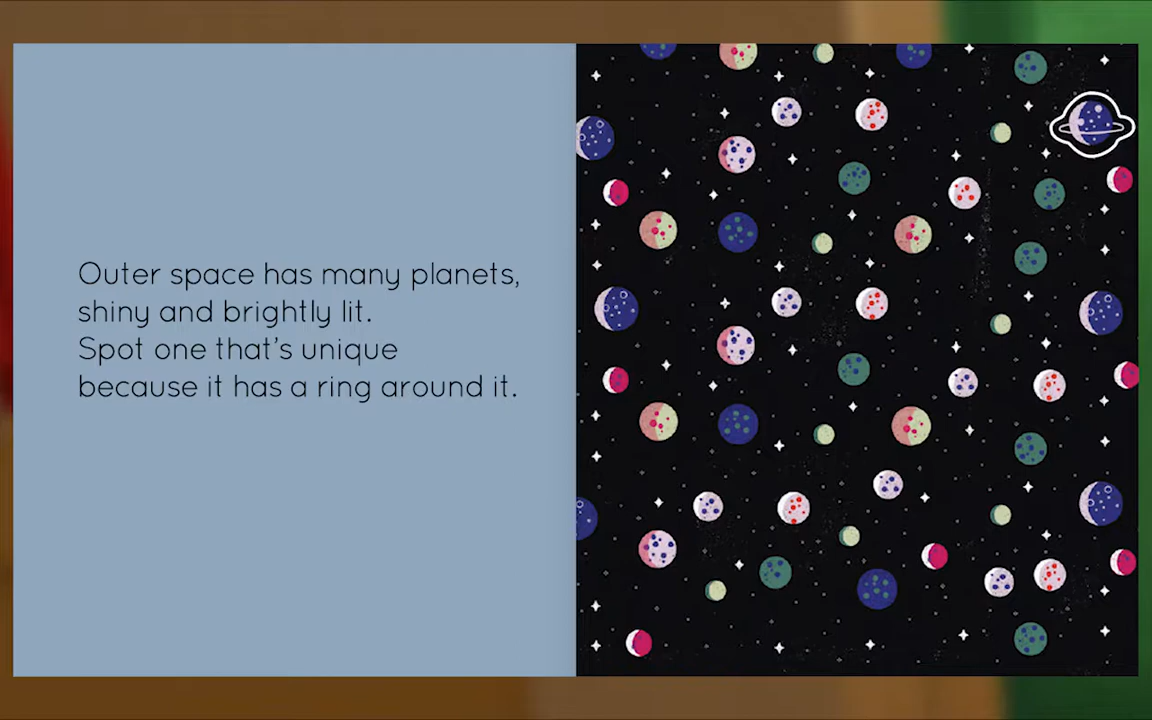 Outer space has many planets,
shiny and brightly lit.
Spot one that's unique
because it has a ring around it.